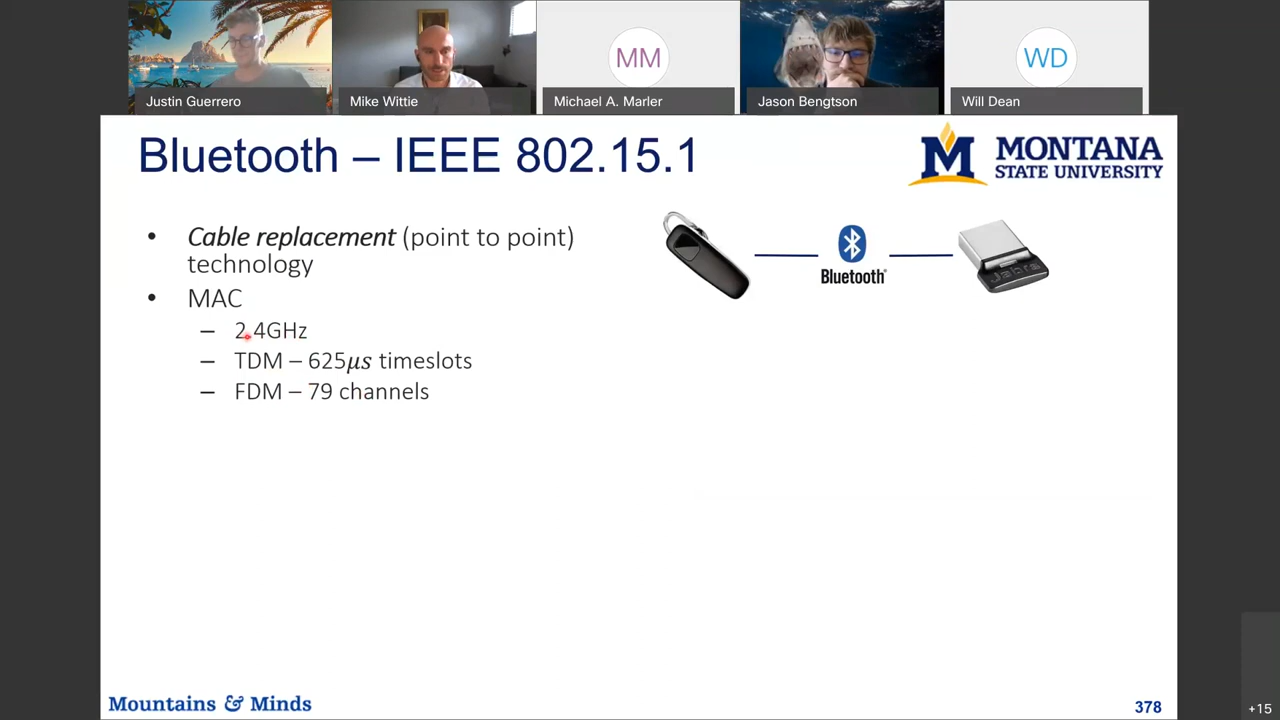 MM
WD
Justin Guerrero
Mike Wittie
Michael A. Marler
Jason Bengtson
Will Dean
Bluetooth – IEEE 802.15.1
M MONTANA
STATE UNIVERSITY
• Cable replacement (point to point)
technology
• MAC
– 2.4GHz
– TDM – 625μs timeslots
– FDM – 79 channels
Bluetooth®
Jabra
Mountains & Minds
378
+15